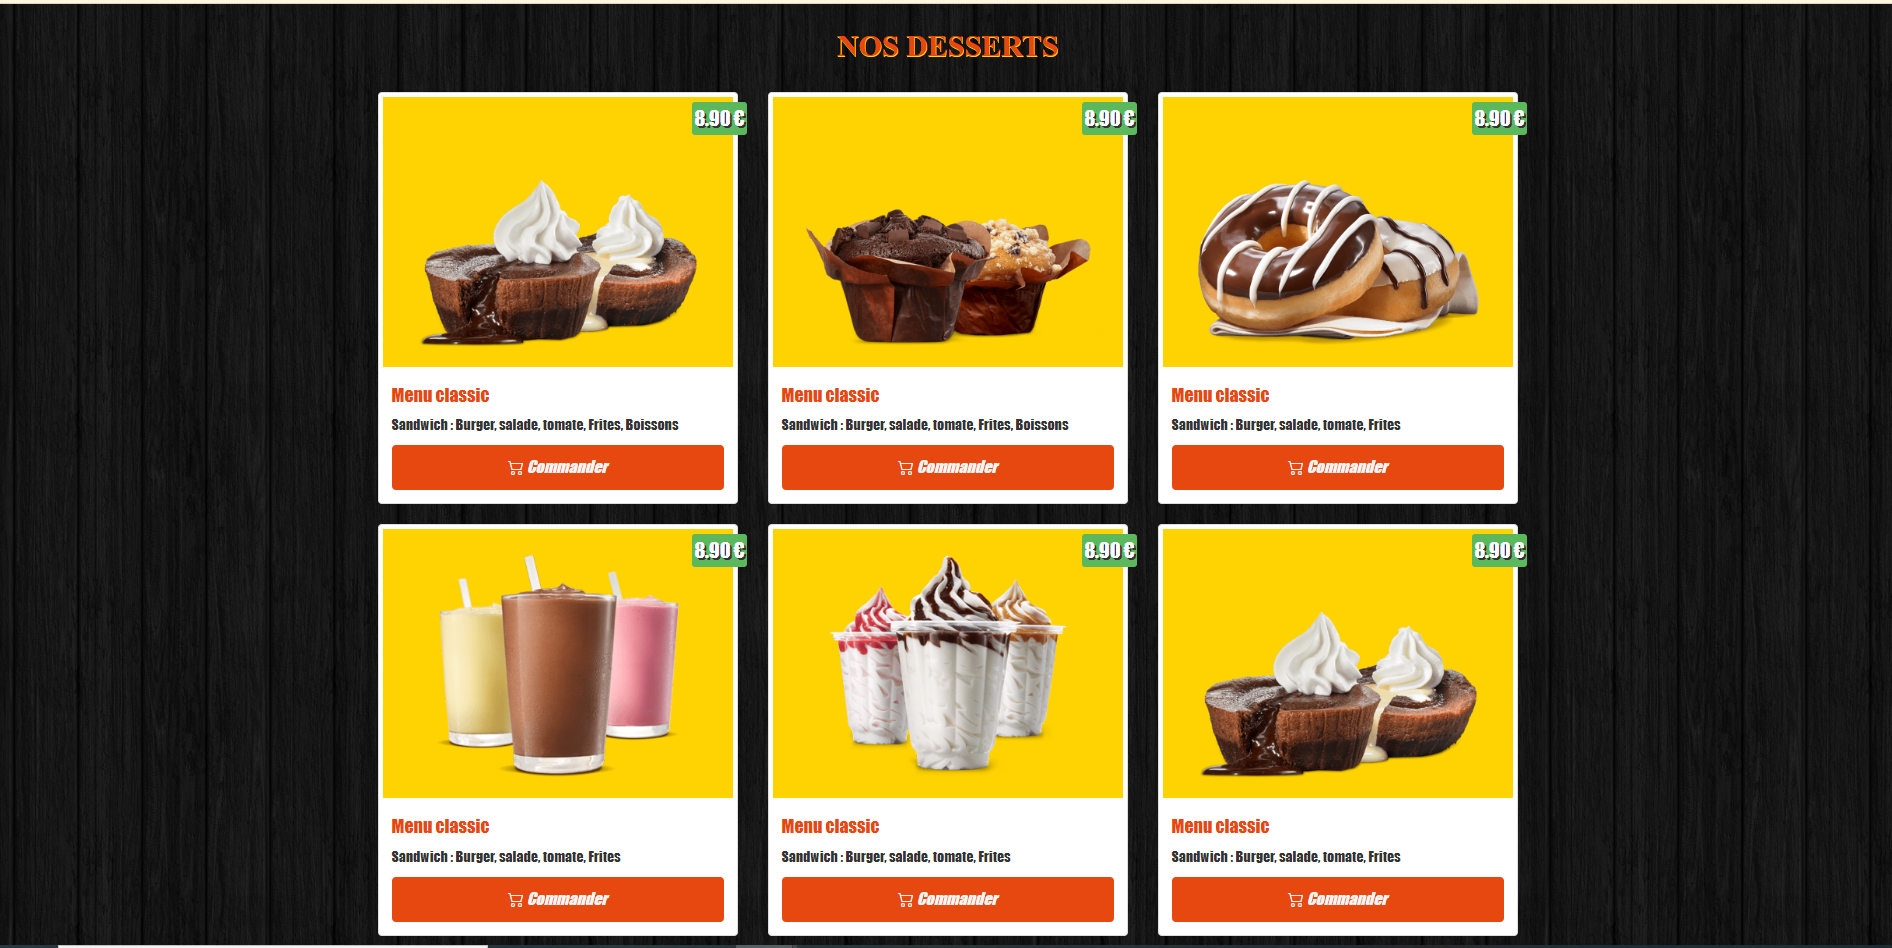 NOS DESSERTS
8.90 €
8.90 €
8.90 €
Menu classic
Sandwich : Burger, salade, tomate, Frites, Boissons
Commander
Menu classic
Sandwich : Burger, salade, tomate, Frites, Boissons
Commander
Menu classic
Sandwich : Burger, salade, tomate, Frites
Commander
8.90 €
8.90 €
8.90 €
Menu classic
Sandwich : Burger, salade, tomate, Frites
Commander
Menu classic
Sandwich : Burger, salade, tomate, Frites
Commander
Menu classic
Sandwich : Burger, salade, tomate, Frites
Commander